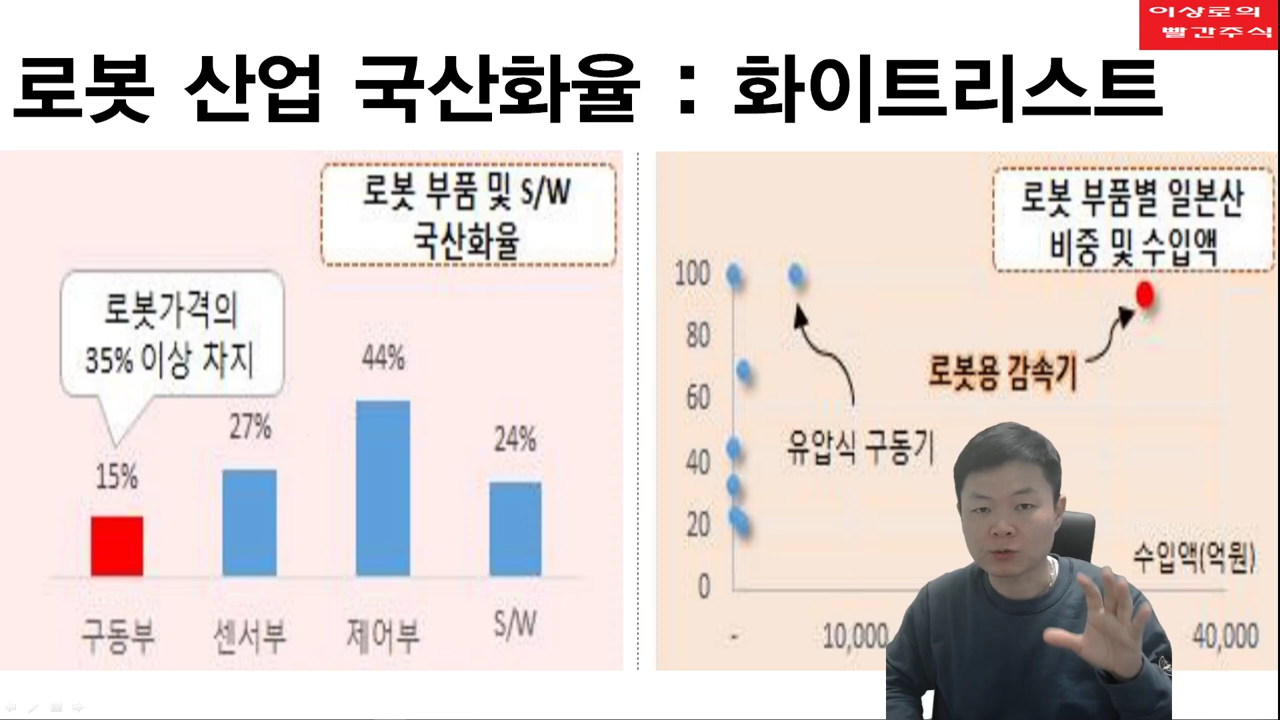 이상로의
빨간주식
로봇 산업 국산화율 : 화이트리스트
로봇 부품 및 S/W
국산화율
로봇가격의
35% 이상 차지
15%
27%
44%
24%
구동부
센서부
제어부
S/W
로봇 부품별 일본산
비중 및 수입액
100
80
60
40
20
0
로봇용 감속기
유압식 구동기
수입액(억원)
-
10,000
40,000